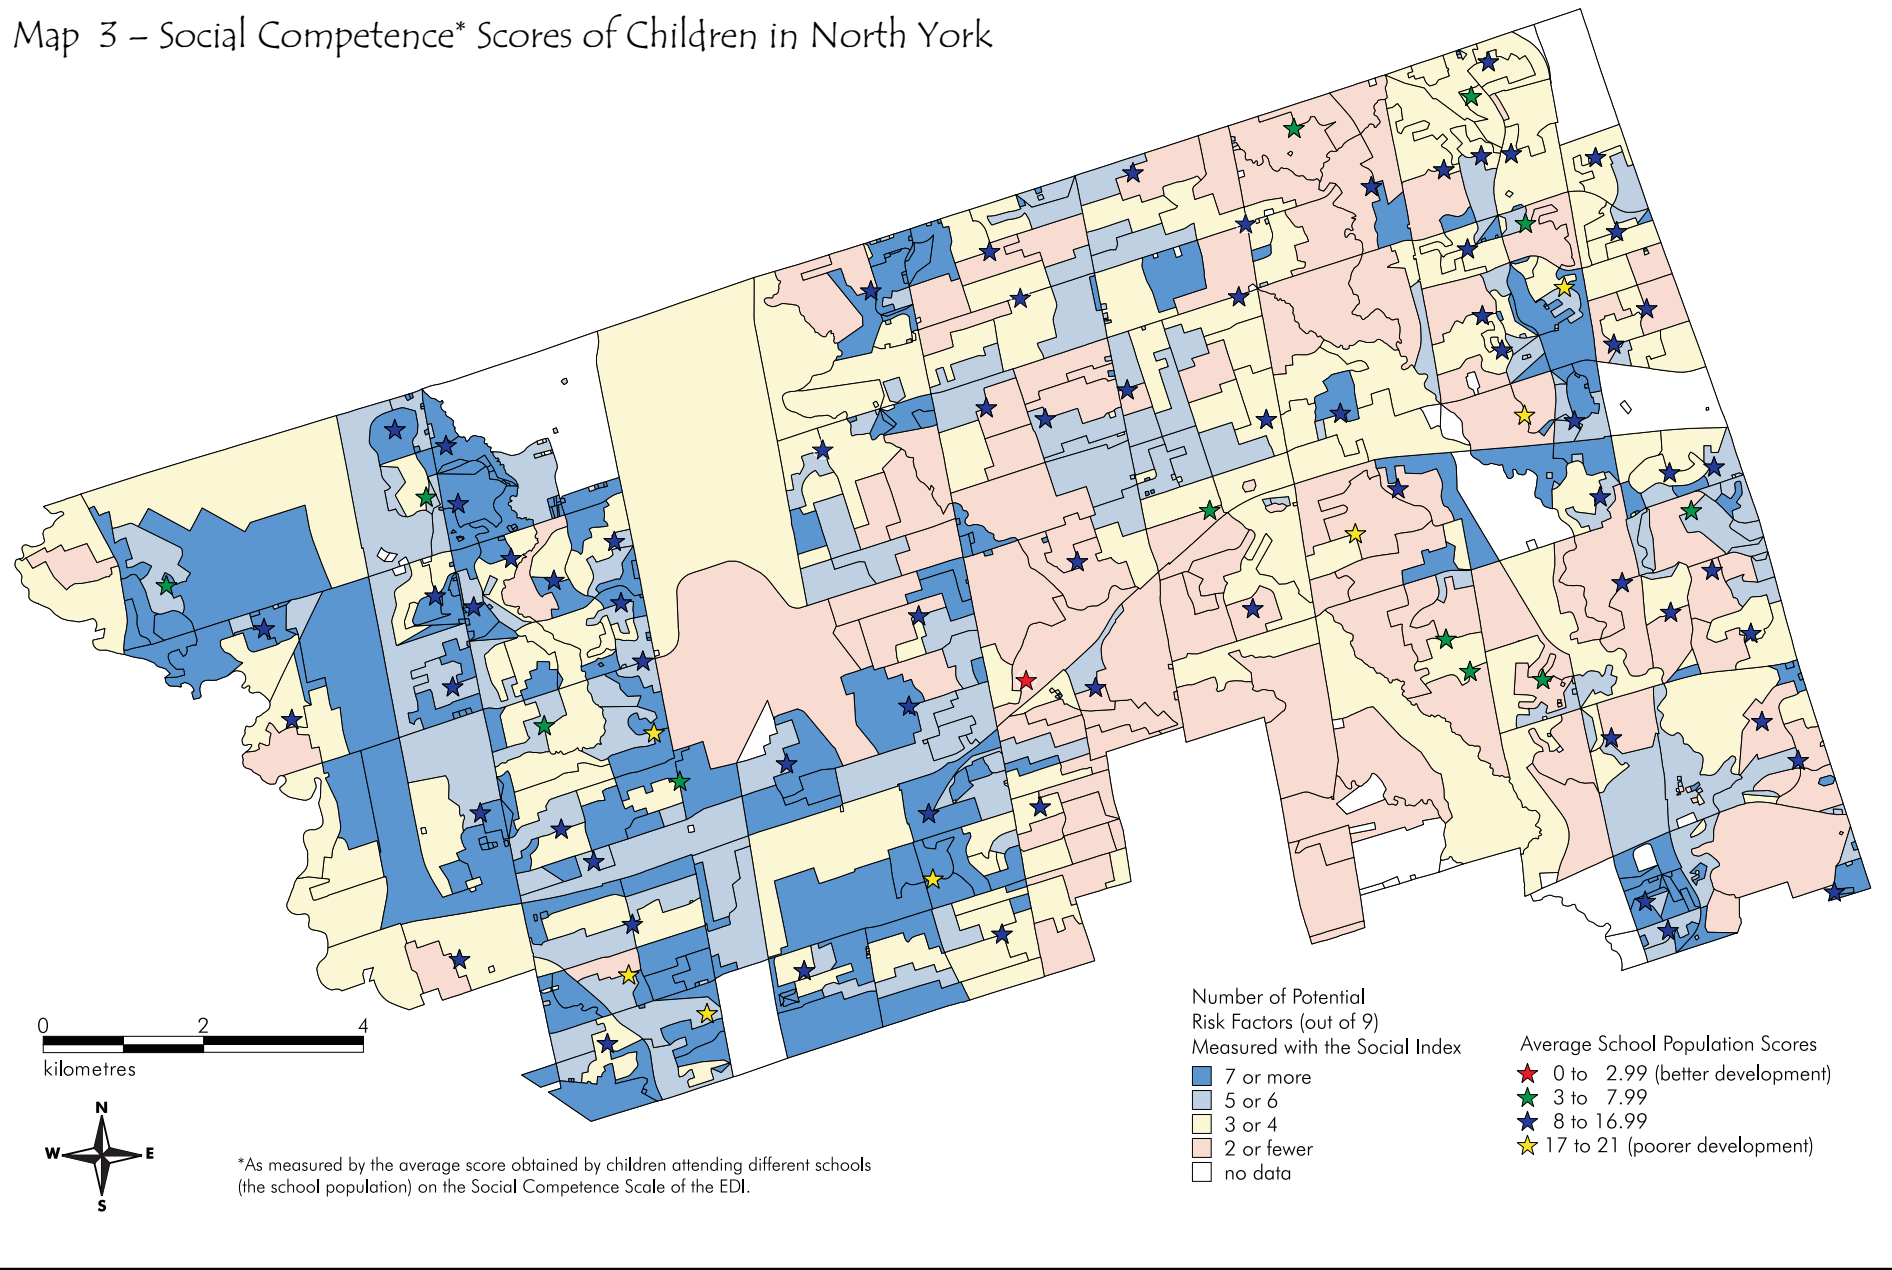 Map 3 – Social Competence* Scores of Children in North York
0 2 4
kilometres
N
W E
S
*As measured by the average score obtained by children attending different schools
(the school population) on the Social Competence Scale of the EDI.
Number of Potential
Risk Factors (out of 9)
Measured with the Social Index
7 or more
5 or 6
3 or 4
2 or fewer
no data
Average School Population Scores
0 to 2.99 (better development)
3 to 7.99
8 to 16.99
17 to 21 (poorer development)